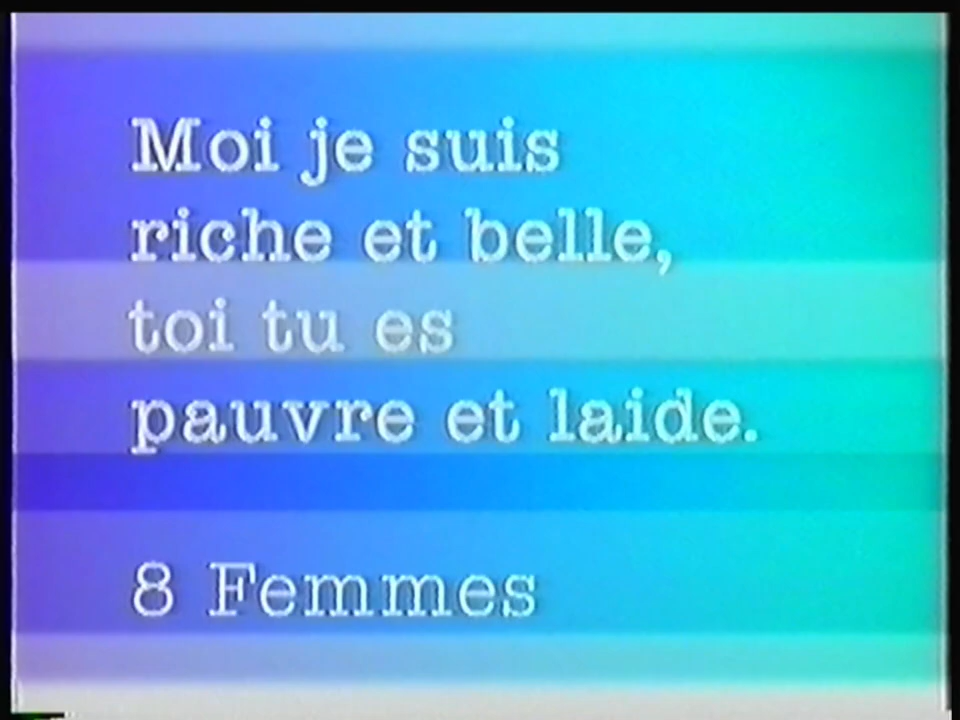 Moi je suis
riche et belle,
toi tu es
pauvre et laide.
8 Femmes